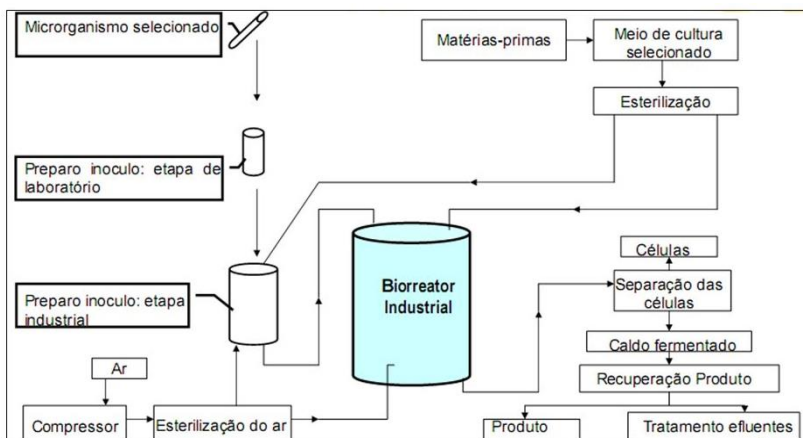 Microrganismo selecionado
Matérias-primas
Meio de cultura
selecionado
Esterilização
Preparo inoculo: etapa de
laboratório
Preparo inoculo: etapa
industrial
Biorreator
Industrial
Células
Separação das
células
Caldo fermentado
Recuperação Produto
Produto
Tratamento efluentes
Ar
Compressor
Esterilização do ar